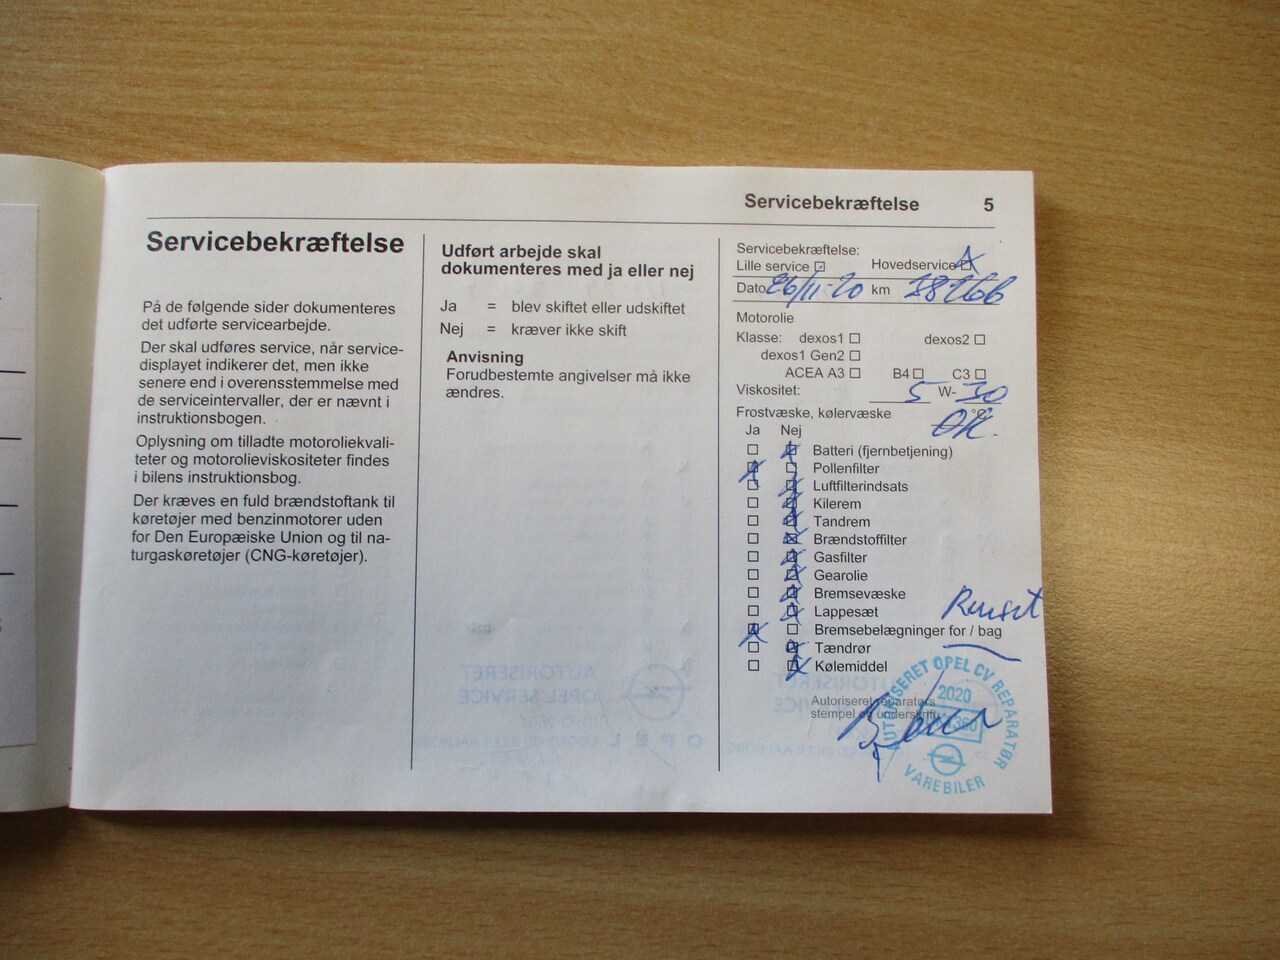 Servicebekræftelse 5
Servicebekræftelse
På de følgende sider dokumenteres
det udførte servicearbejde.
Der skal udføres service, når service-
displayet indikerer det, men ikke
senere end i overensstemmelse med
de serviceintervaller, der er nævnt i
instruktionsbogen.
Oplysning om tilladte motoroliekvali-
teter og motorolieviskositeter findes
i bilens instruktionsbog.
Der kræves en fuld brændstoftank til
køretøjer med benzinmotorer uden
for Den Europæiske Union og til na-
turgaskøretøjer (CNG-køretøjer).
Udført arbejde skal
dokumenteres med ja eller nej
Ja = blev skiftet eller udskiftet
Nej = kræver ikke skift
Anvisning
Forudbestemte angivelser må ikke
ændres.
Servicebekræftelse:
Lille service Hovedservice
Dato 26/11-20 km
Motorolie
Klasse: dexos1 dexos2
dexos1 Gen2
ACEA A3 B4 C3
Viskositet: 5 W- 30
Frostvæske, kølervæske °C OK.
Ja Nej
Batteri (fjernbetjening)
Pollenfilter
Luftfilterindsats
Kilerem
Tandrem
Brændstoffilter
Gasfilter
Gearolie
Bremsevæske
Lappesæt Renset
Bremsebelægninger for / bag
Tændrør
Kølemiddel
Autoriseret reparatørs
stempel og underskrift
AUTORISERET OPEL CV REPARATØR
2020
VAREBILER